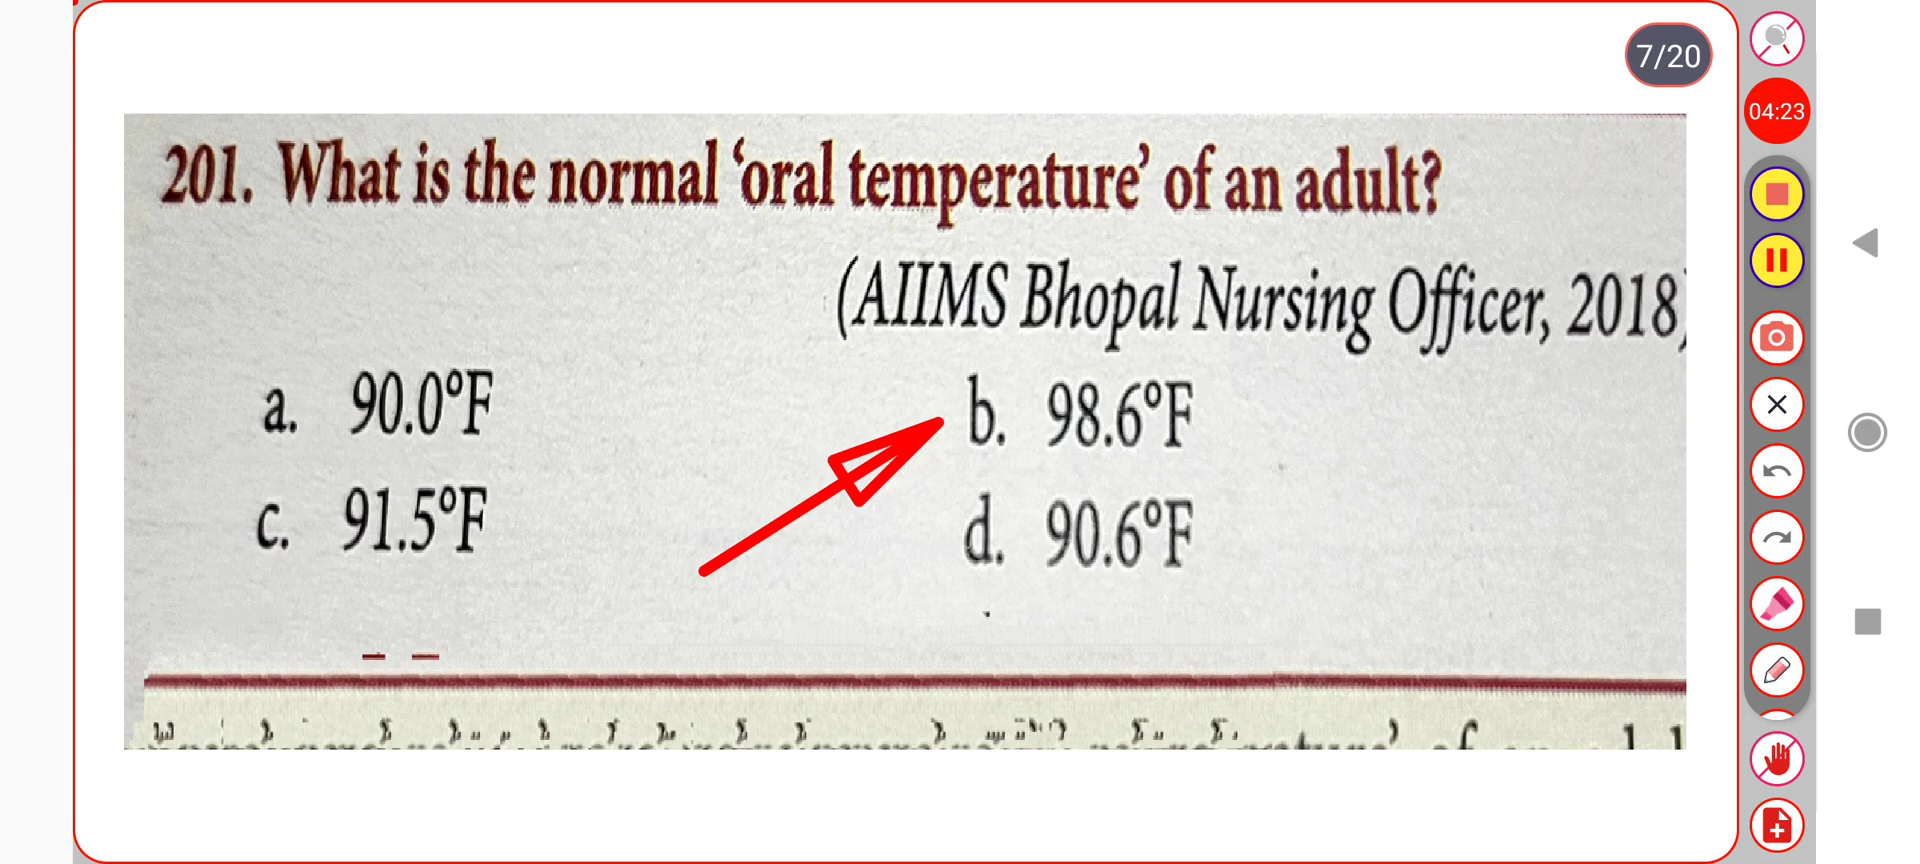 7/20
04:23
201. What is the normal ‘oral temperature’ of an adult?
(AIIMS Bhopal Nursing Officer, 2018)
a. 90.0°F
b. 98.6°F
c. 91.5°F
d. 90.6°F